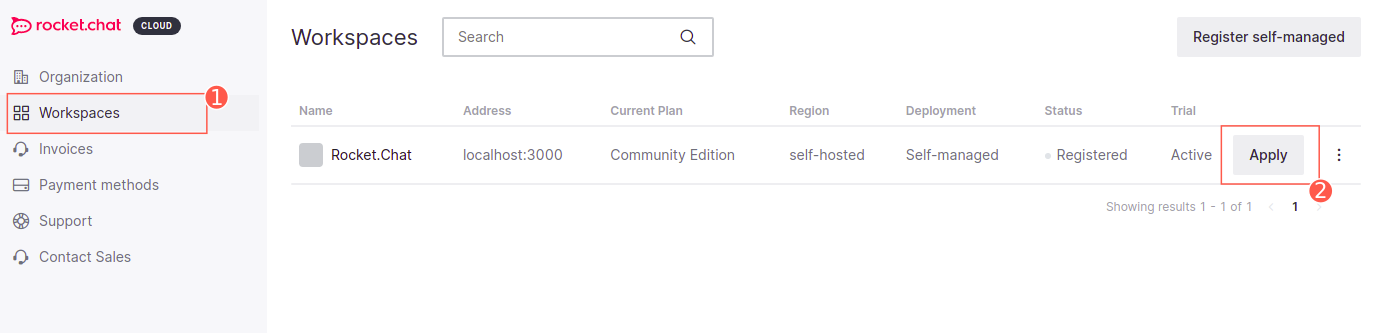 rocket.chat CLOUD
Organization
Workspaces
1
Invoices
Payment methods
Support
Contact Sales
Workspaces Search Register self-managed
Name Address Current Plan Region Deployment Status Trial
Rocket.Chat localhost:3000 Community Edition self-hosted Self-managed Registered Active Apply
2
Showing results 1 - 1 of 1 < 1 >